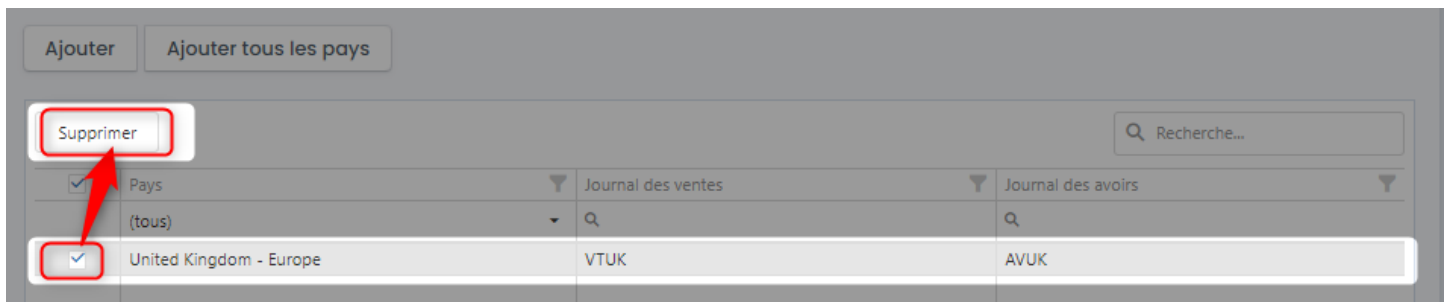 Ajouter Ajouter tous les pays
Supprimer Recherche...
Pays Journal des ventes Journal des avoirs
(tous)
United Kingdom - Europe VTUK AVUK